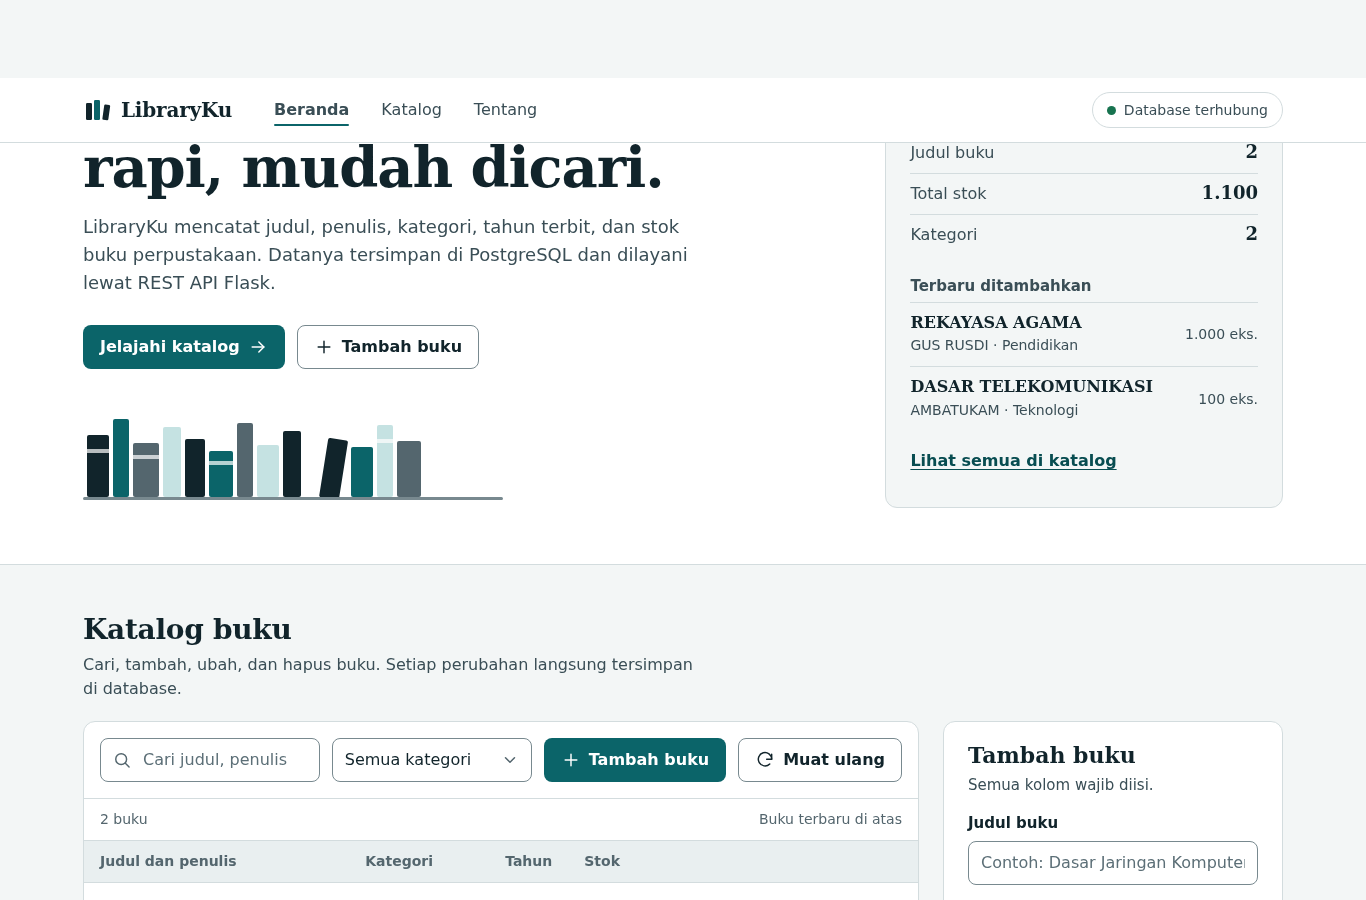 LibraryKu
Beranda
Katalog
Tentang
Database terhubung
rapi, mudah dicari.
LibraryKu mencatat judul, penulis, kategori, tahun terbit, dan stok
buku perpustakaan. Datanya tersimpan di PostgreSQL dan dilayani
lewat REST API Flask.
Jelajahi katalog
Tambah buku
Judul buku 2
Total stok 1.100
Kategori 2
Terbaru ditambahkan
REKAYASA AGAMA
GUS RUSDI · Pendidikan
1.000 eks.
DASAR TELEKOMUNIKASI
AMBATUKAM · Teknologi
100 eks.
Lihat semua di katalog
Katalog buku
Cari, tambah, ubah, dan hapus buku. Setiap perubahan langsung tersimpan
di database.
Cari judul, penulis
Semua kategori
Tambah buku
Muat ulang
2 buku
Buku terbaru di atas
Judul dan penulis Kategori Tahun Stok
Tambah buku
Semua kolom wajib diisi.
Judul buku
Contoh: Dasar Jaringan Komputer